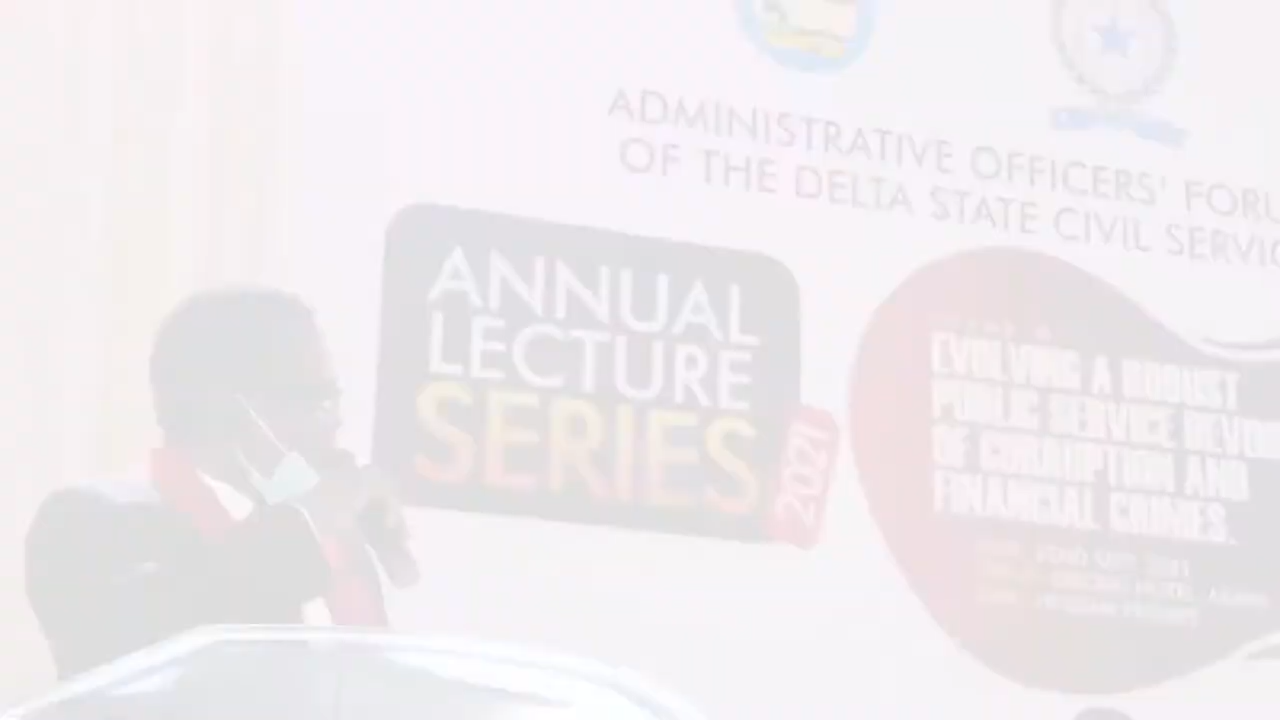 ADMINISTRATIVE OFFICERS' FORU
OF THE DELTA STATE CIVIL SERVIC
ANNUAL
LECTURE
SERIES
2021
EVOLVING A ROBUST
PUBLIC SERVICE DEVOI
OF CORRUPTION AND
FINANCIAL CRIMES.